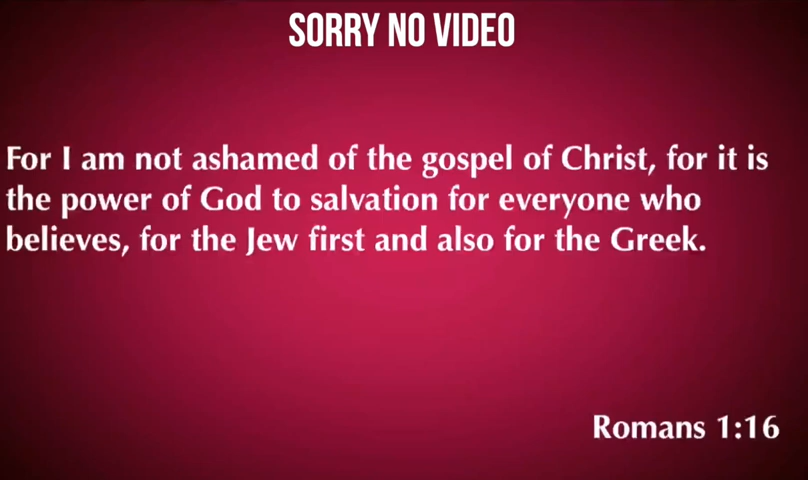 SORRY NO VIDEO
For I am not ashamed of the gospel of Christ, for it is
the power of God to salvation for everyone who
believes, for the Jew first and also for the Greek.
Romans 1:16